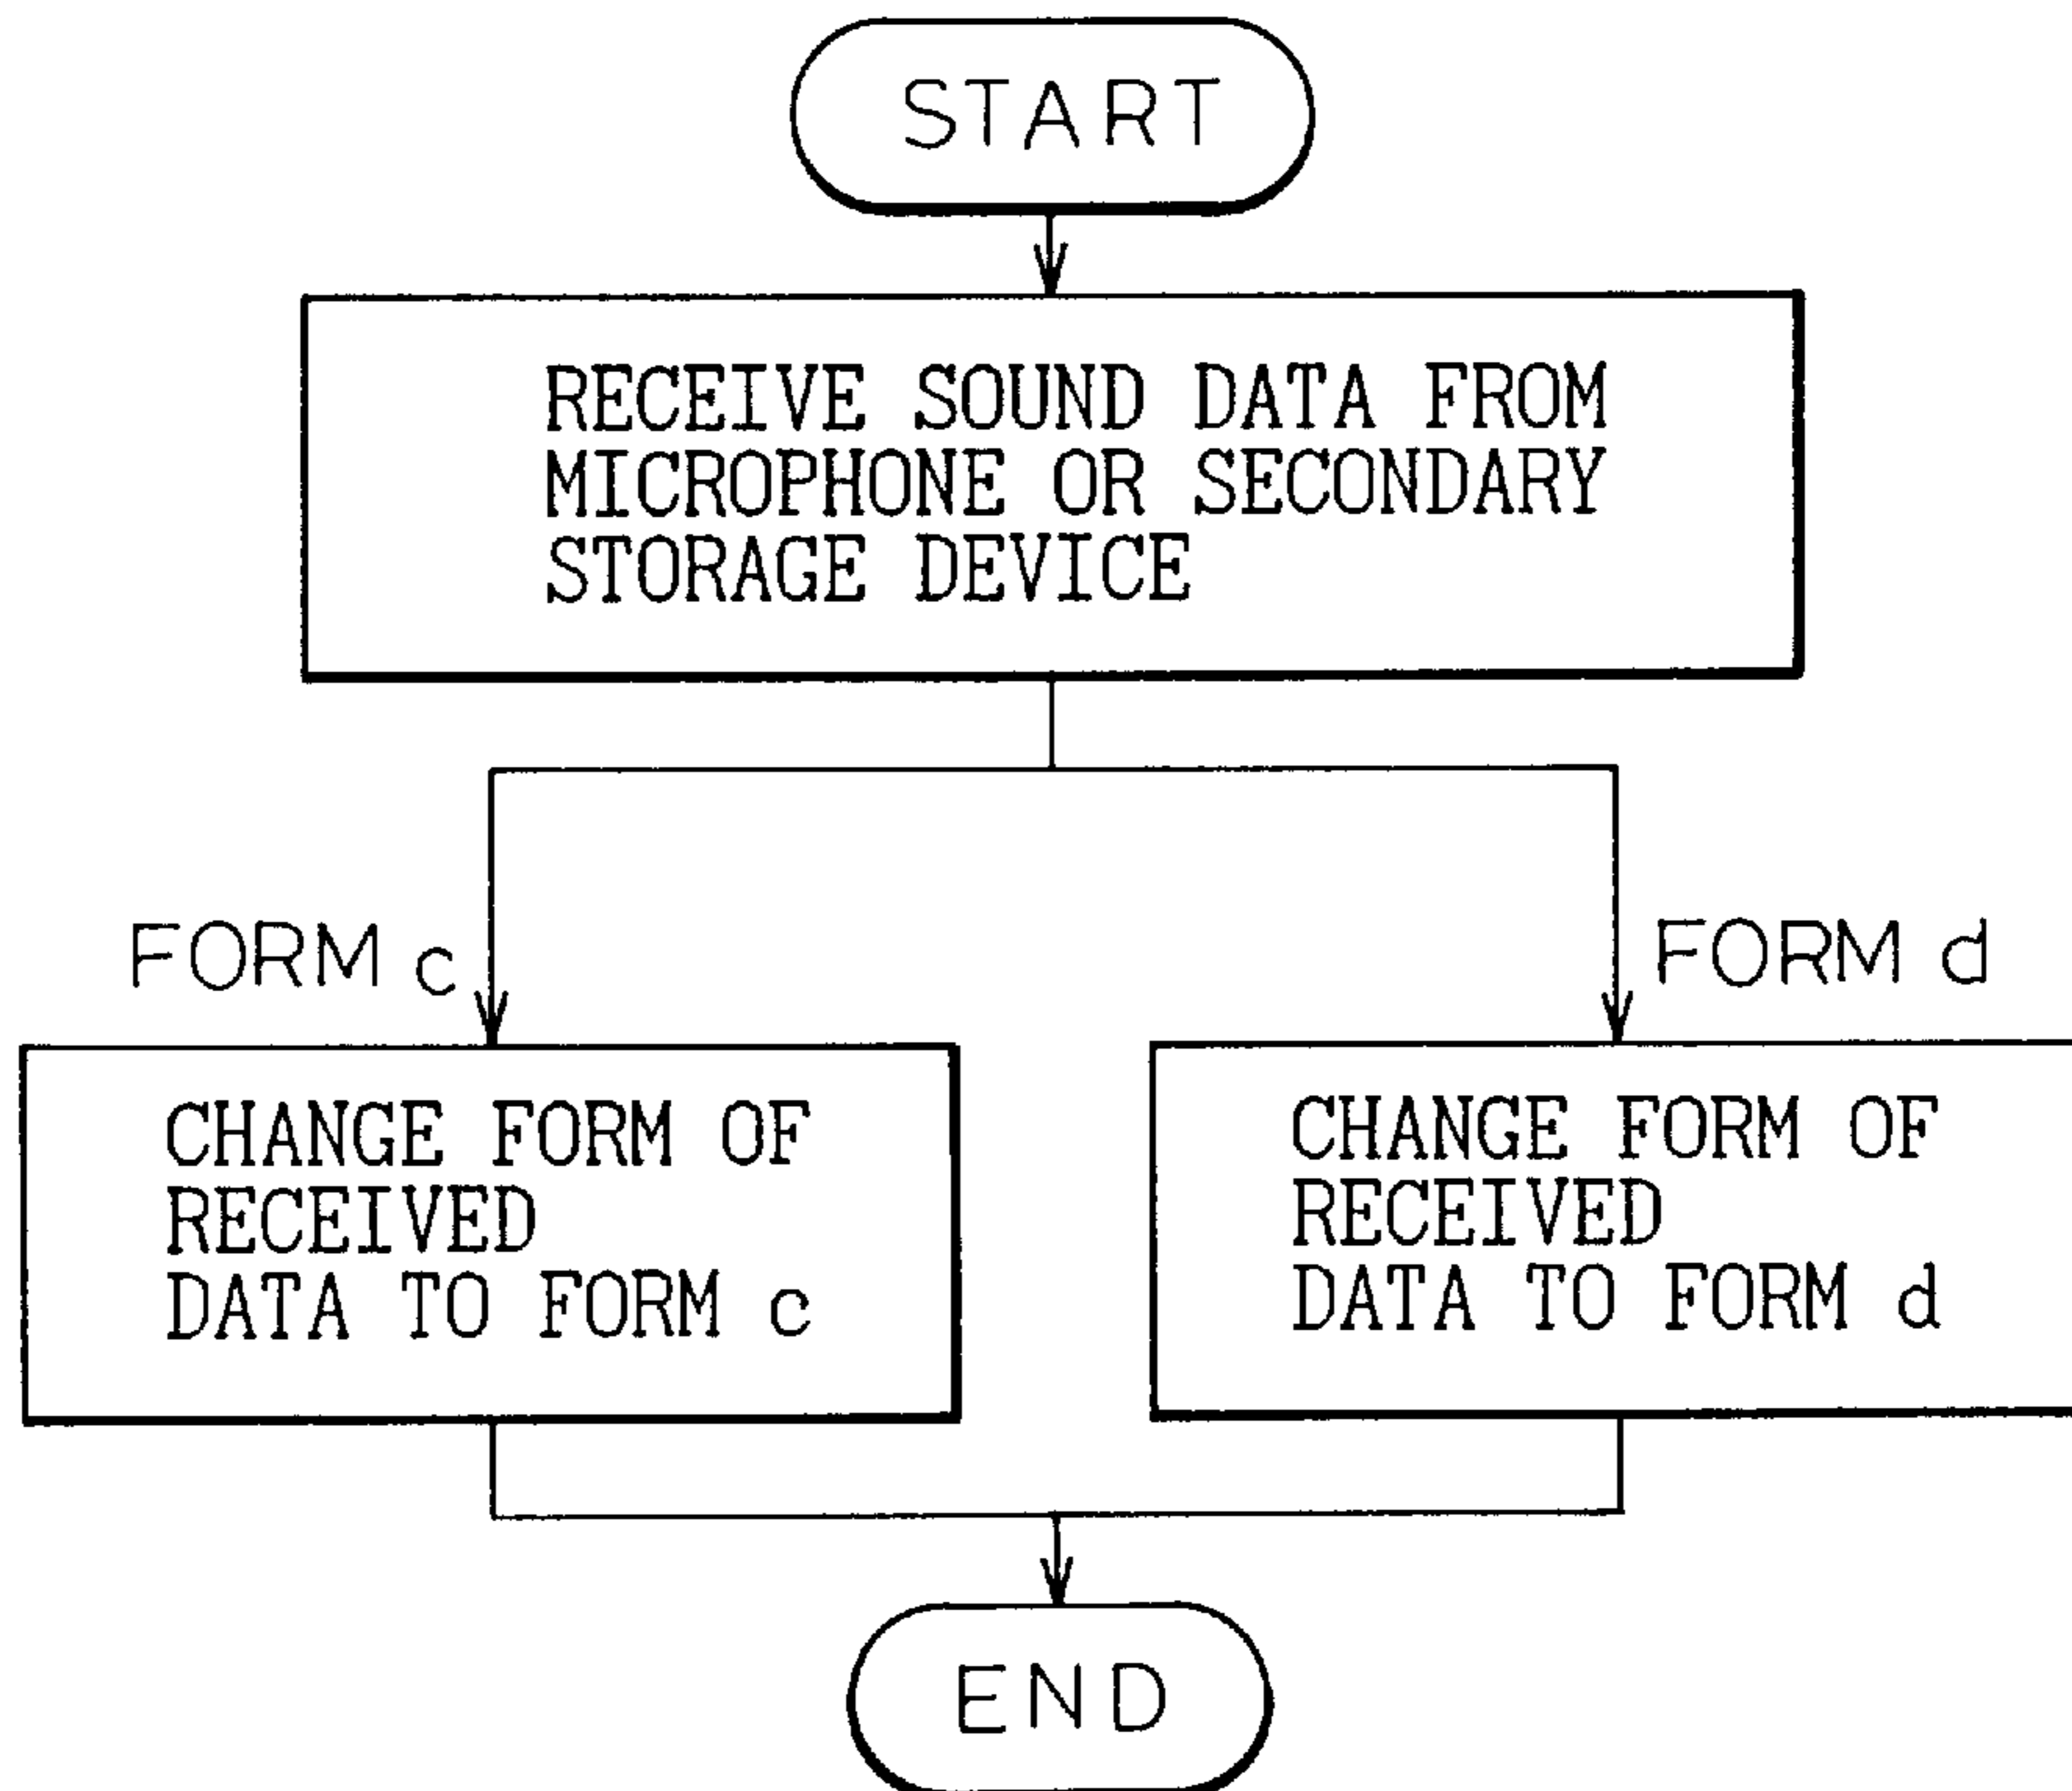 START
RECEIVE SOUND DATA FROM
MICROPHONE OR SECONDARY
STORAGE DEVICE
FORM c
FORM d
CHANGE FORM OF
RECEIVED
DATA TO FORM c
CHANGE FORM OF
RECEIVED
DATA TO FORM d
END